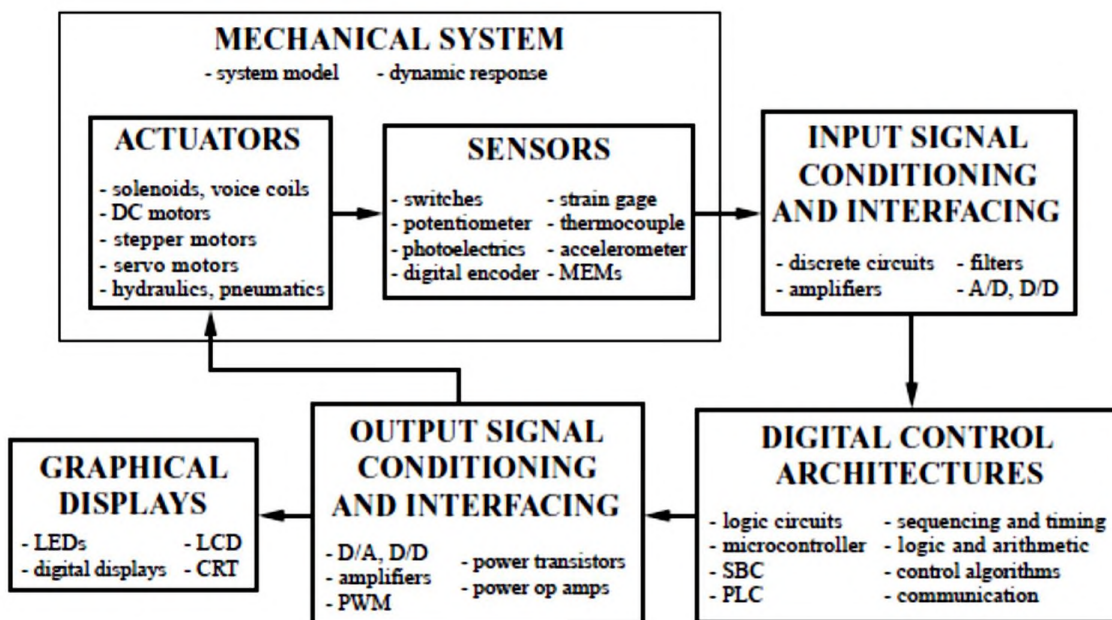 MECHANICAL SYSTEM
- system model - dynamic response
ACTUATORS
- solenoids, voice coils
- DC motors
- stepper motors
- servo motors
- hydraulics, pneumatics
SENSORS
- switches - strain gage
- potentiometer - thermocouple
- photoelectrics - accelerometer
- digital encoder - MEMs
INPUT SIGNAL
CONDITIONING
AND INTERFACING
- discrete circuits - filters
- amplifiers - A/D, D/D
GRAPHICAL
DISPLAYS
- LEDs - LCD
- digital displays - CRT
OUTPUT SIGNAL
CONDITIONING
AND INTERFACING
- D/A, D/D - power transistors
- amplifiers - power op amps
- PWM
DIGITAL CONTROL
ARCHITECTURES
- logic circuits - sequencing and timing
- microcontroller - logic and arithmetic
- SBC - control algorithms
- PLC - communication